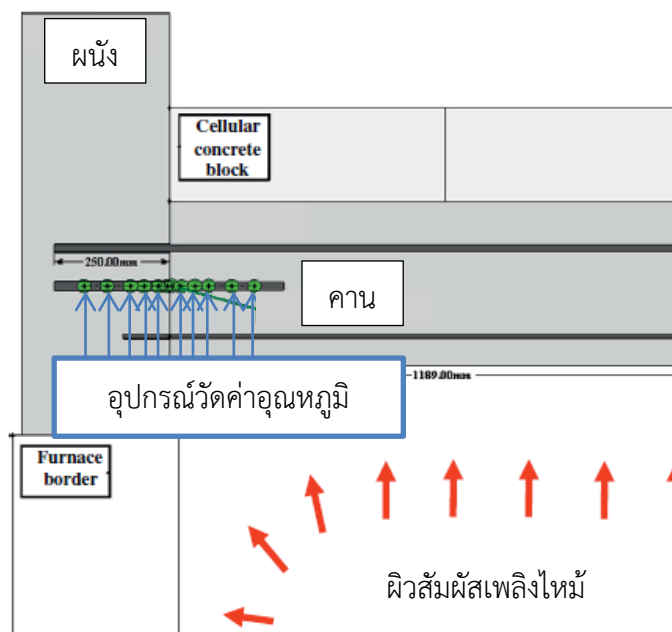 ผนัง
Cellular
concrete
block
250.00mm
คาน
อุปกรณ์วัดค่าอุณหภูมิ
1189.00mm
Furnace
border
ผิวสัมผัสเพลิงไหม้